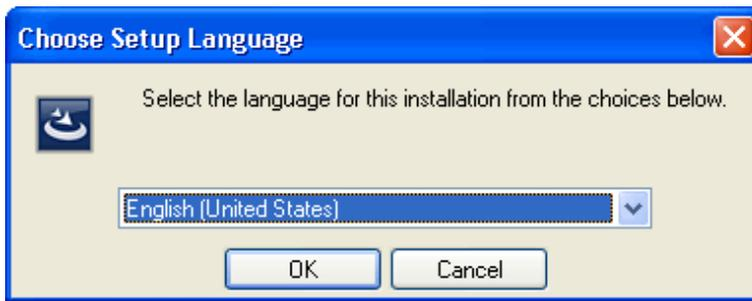 Choose Setup Language
Select the language for this installation from the choices below.
English (United States)
OK
Cancel